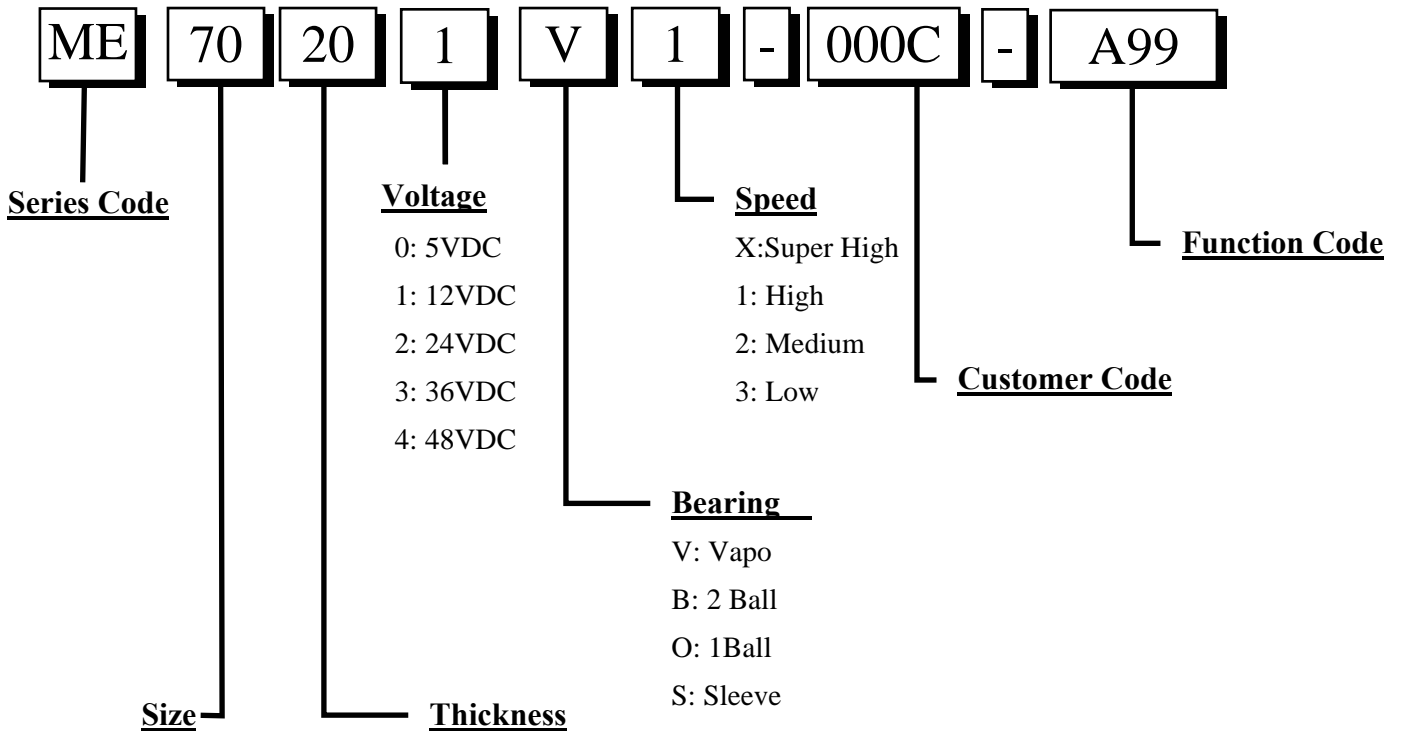 ME 70 20 1 V 1 - 000C - A99
Series Code
Voltage
0: 5VDC
1: 12VDC
2: 24VDC
3: 36VDC
4: 48VDC
Speed
X:Super High
1: High
2: Medium
3: Low
Function Code
Customer Code
Bearing
V: Vapo
B: 2 Ball
O: 1Ball
S: Sleeve
Size
Thickness